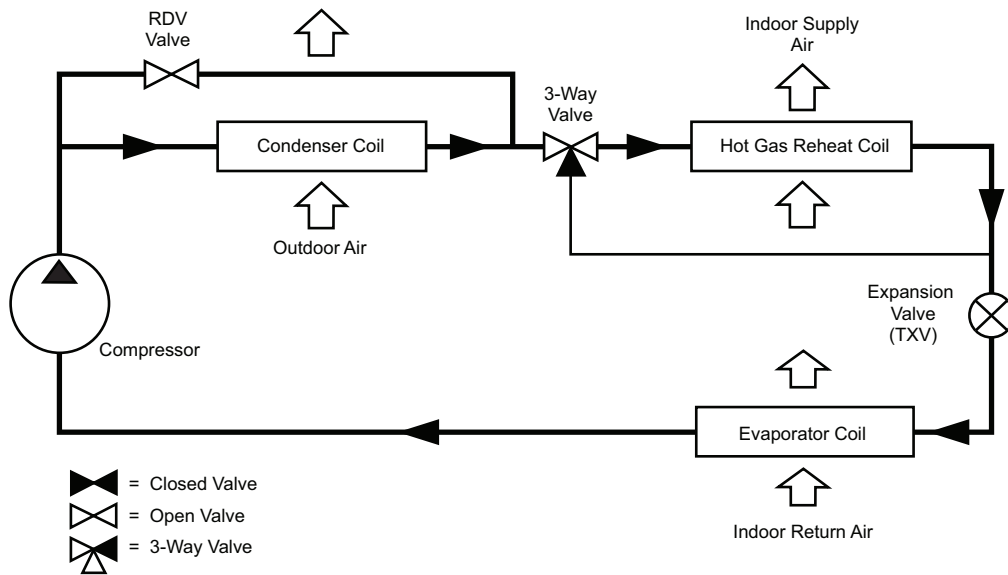 RDV
Valve
Indoor Supply
Air
3-Way
Valve
Condenser Coil
Hot Gas Reheat Coil
Outdoor Air
Expansion
Valve
(TXV)
Compressor
Evaporator Coil
Indoor Return Air
= Closed Valve
= Open Valve
= 3-Way Valve